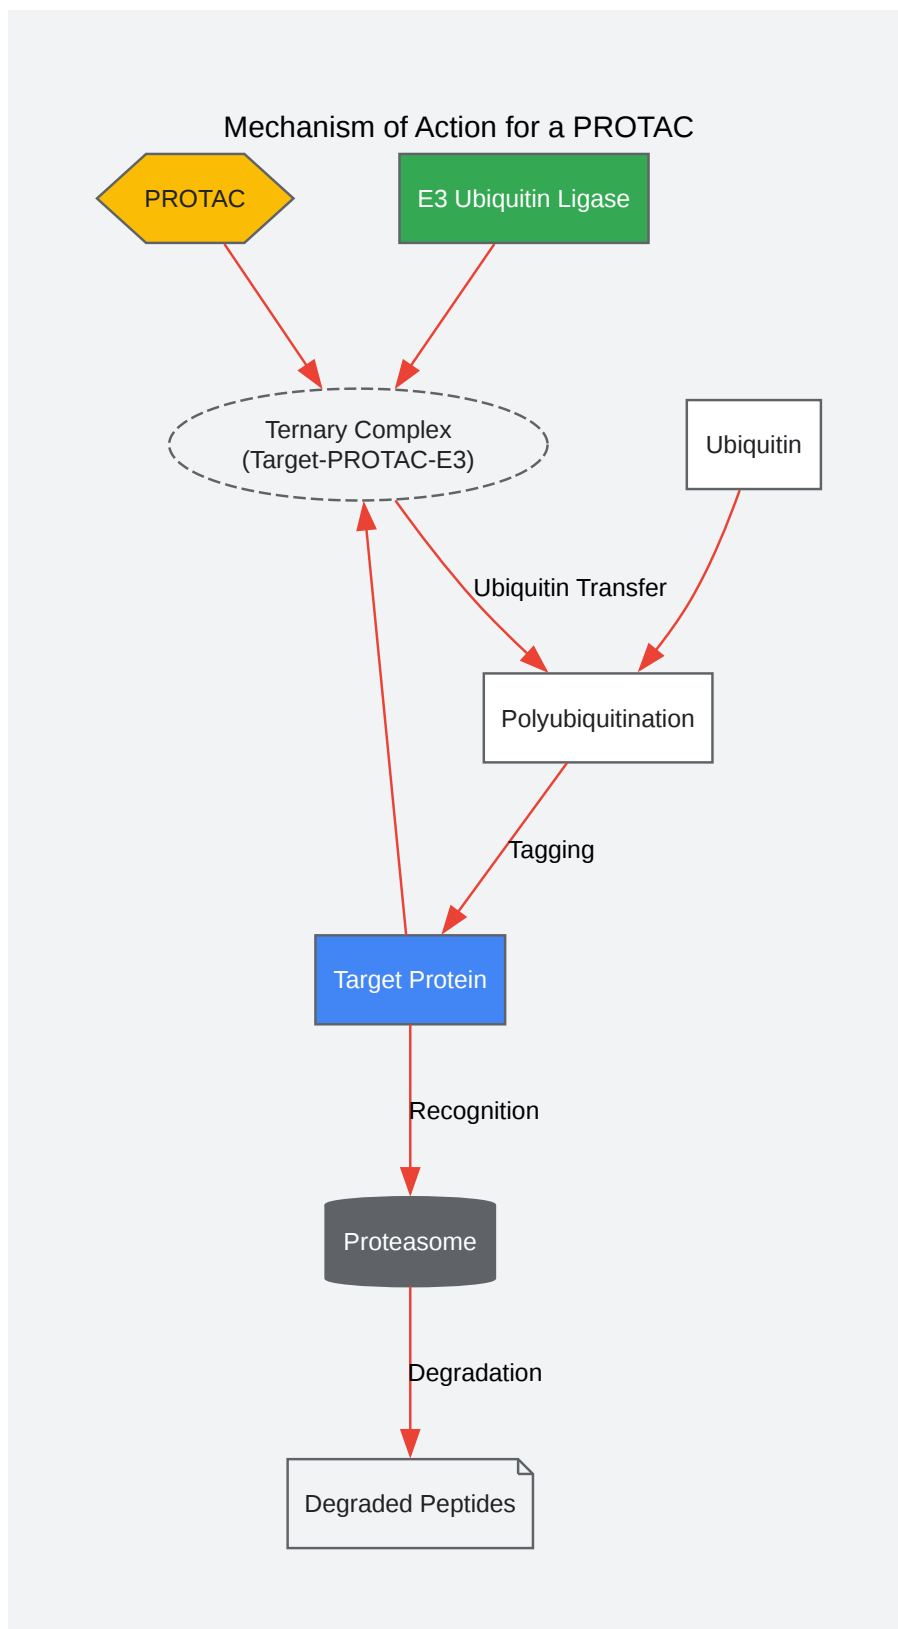 Mechanism of Action for a PROTAC
PROTAC
E3 Ubiquitin Ligase
Ternary Complex
(Target-PROTAC-E3)
Ubiquitin
Ubiquitin Transfer
Polyubiquitination
Tagging
Target Protein
Recognition
Proteasome
Degradation
Degraded Peptides